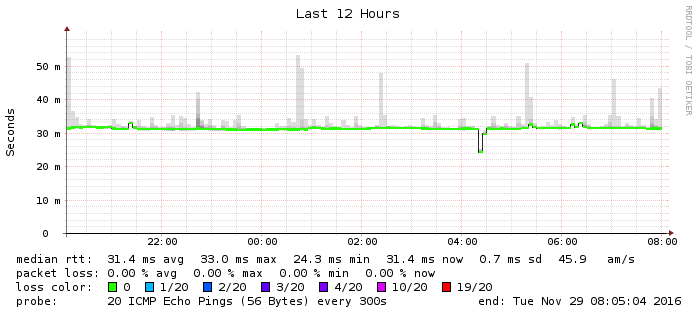 Last 12 Hours
RRDTOOL / TOBI OETIKER
Seconds
50 m
40 m
30 m
20 m
10 m
0
22:00 00:00 02:00 04:00 06:00 08:00
median rtt: 31.4 ms avg 33.0 ms max 24.3 ms min 31.4 ms now 0.7 ms sd 45.9 am/s
packet loss: 0.00 % avg 0.00 % max 0.00 % min 0.00 % now
loss color: 0 1/20 2/20 3/20 4/20 10/20 19/20
probe: 20 ICMP Echo Pings (56 Bytes) every 300s end: Tue Nov 29 08:05:04 2016